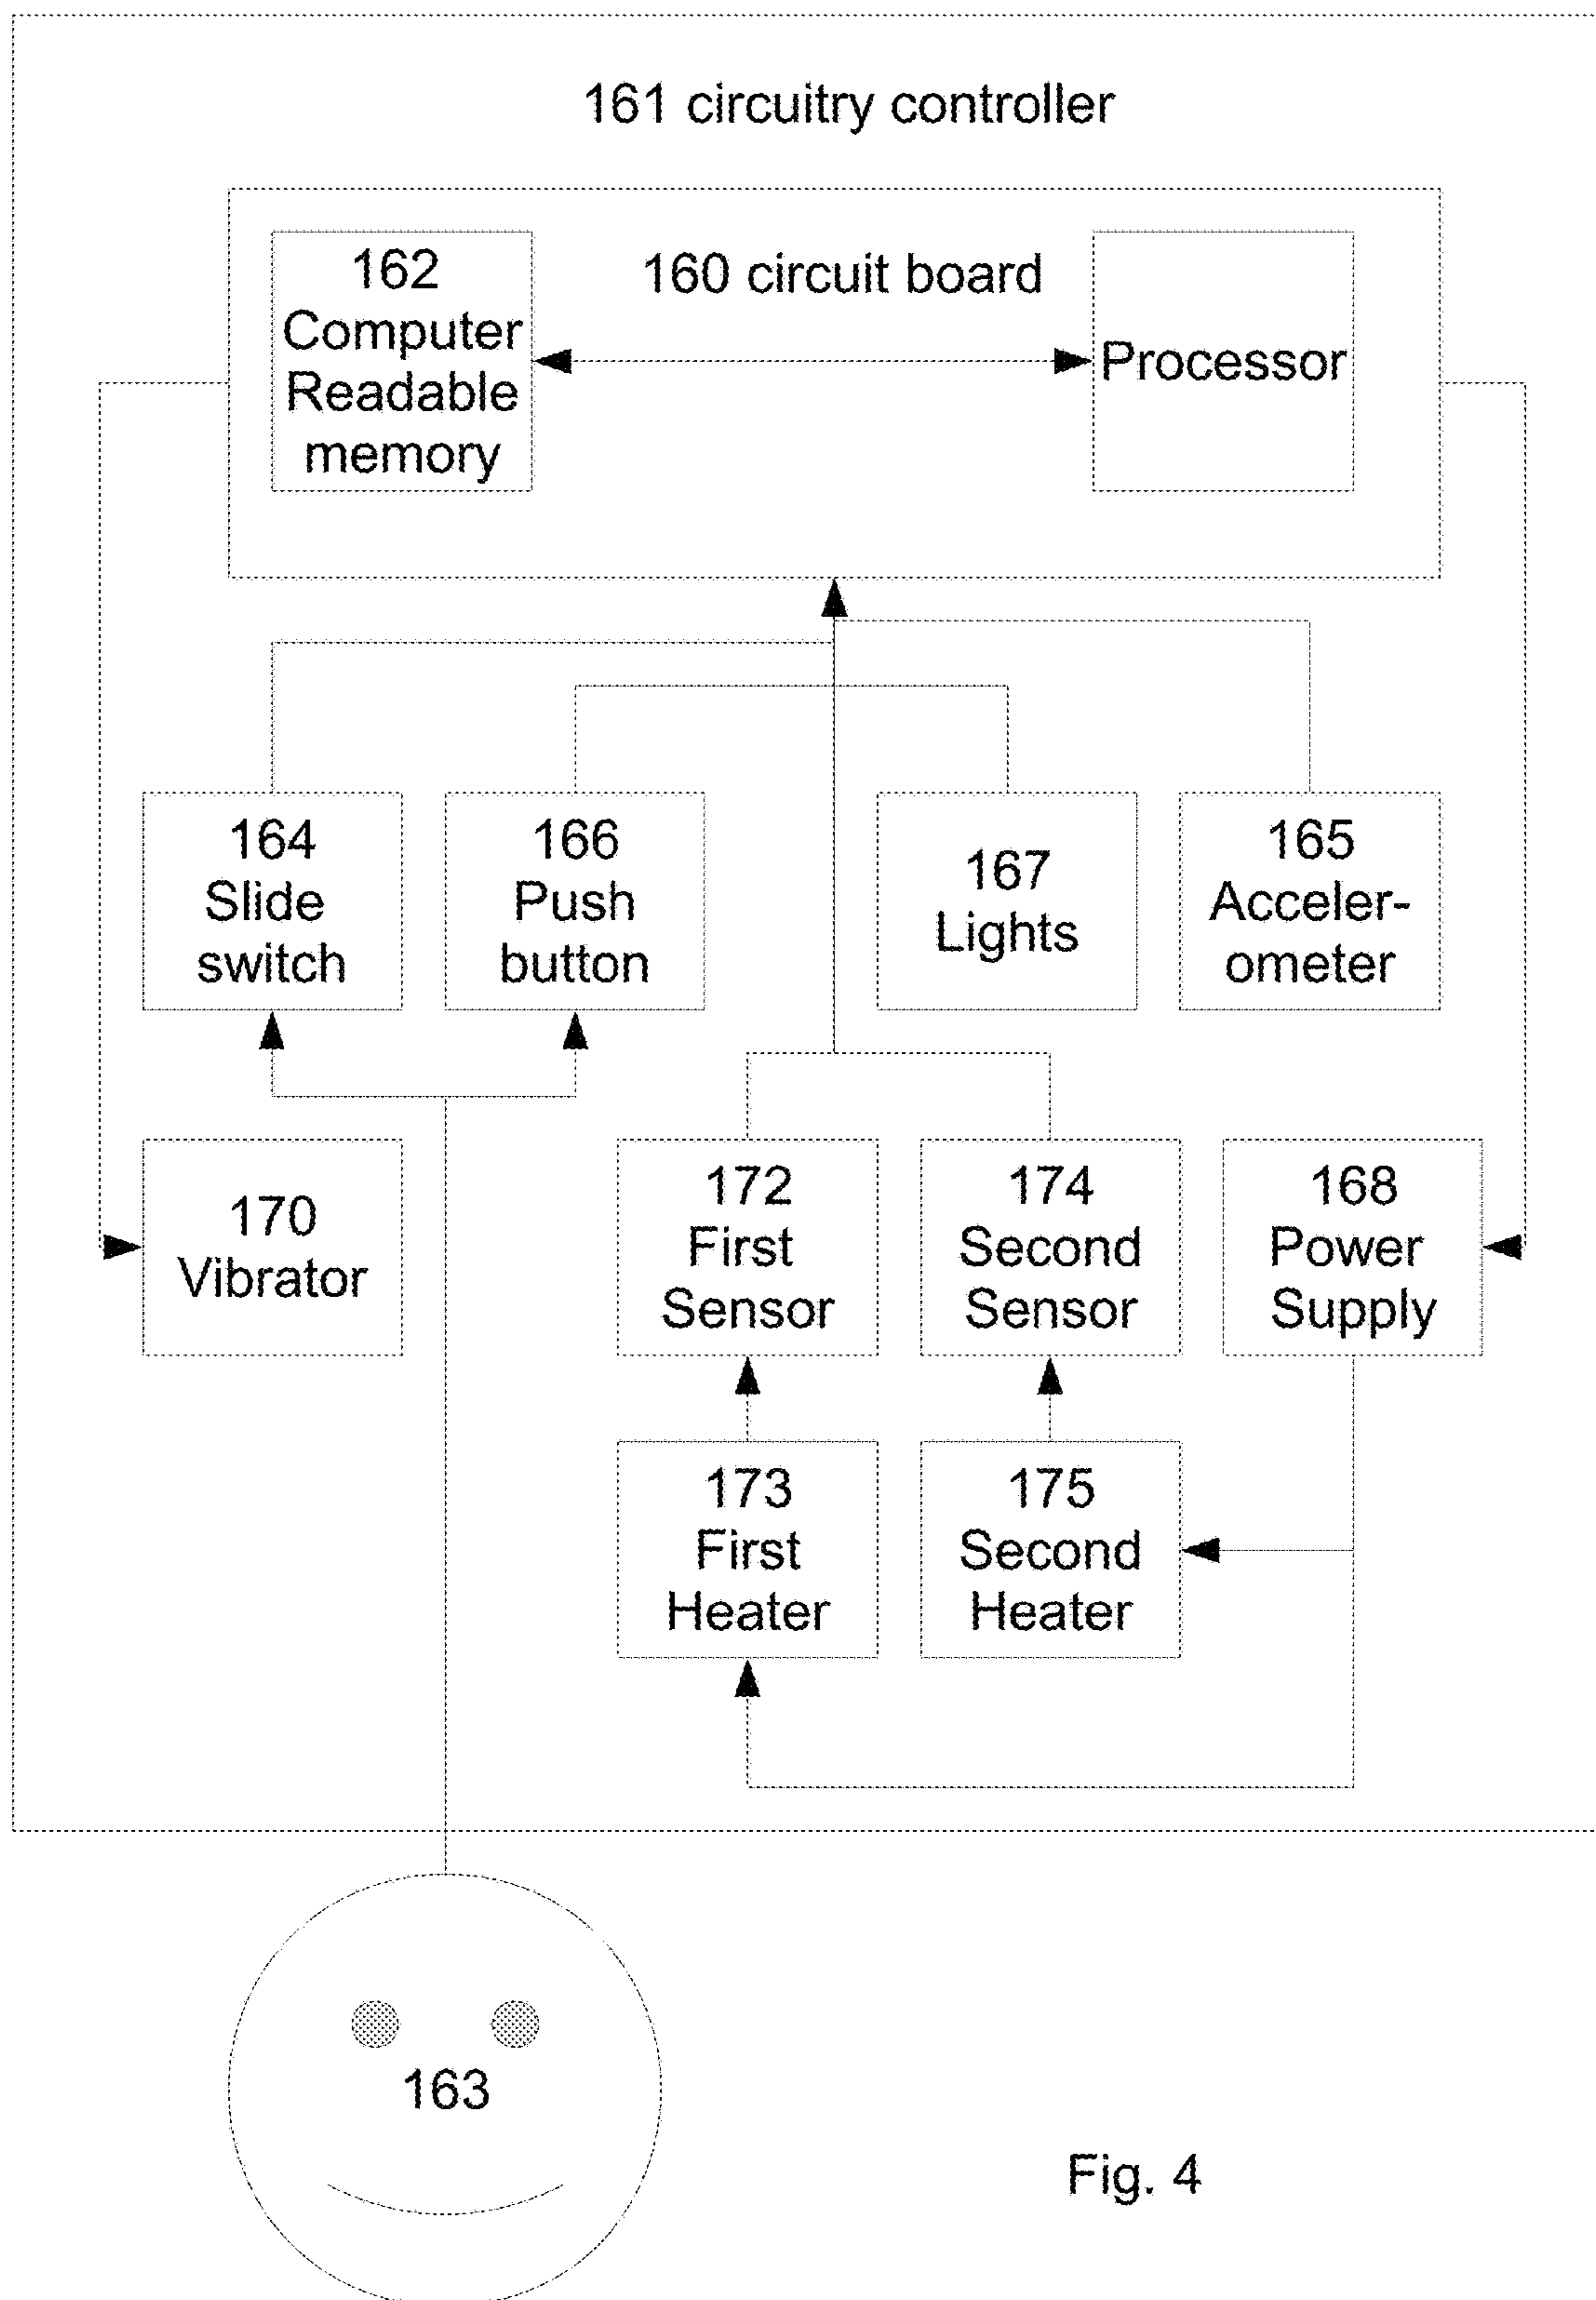 161 circuitry controller
162
Computer
Readable
memory
160 circuit board
Processor
164
Slide
switch
166
Push
button
167
Lights
165
Acceler-
ometer
170
Vibrator
172
First
Sensor
174
Second
Sensor
168
Power
Supply
173
First
Heater
175
Second
Heater
163
Fig. 4